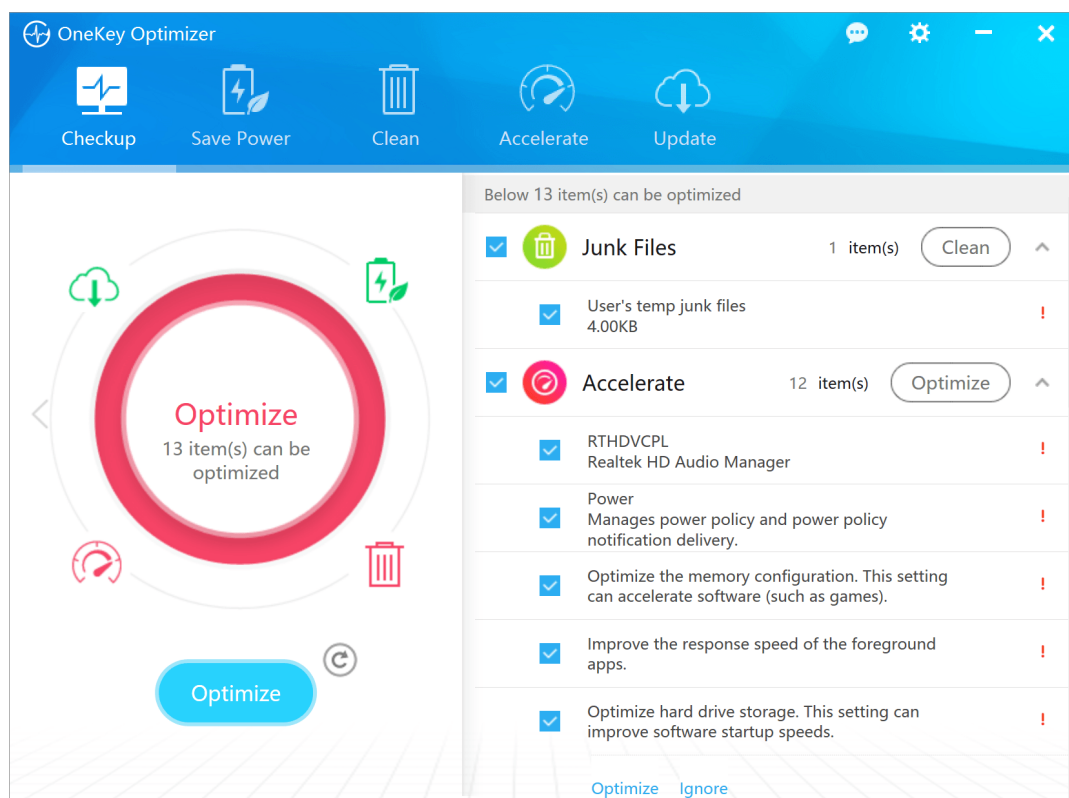 OneKey Optimizer
Checkup
Save Power
Clean
Accelerate
Update
Below 13 item(s) can be optimized
Junk Files
1 item(s)
Clean
User's temp junk files
4.00KB
Accelerate
12 item(s)
Optimize
RTHDVCPL
Realtek HD Audio Manager
Power
Manages power policy and power policy
notification delivery.
Optimize the memory configuration. This setting
can accelerate software (such as games).
Improve the response speed of the foreground
apps.
Optimize hard drive storage. This setting can
improve software startup speeds.
Optimize Ignore
Optimize
13 item(s) can be
optimized
Optimize